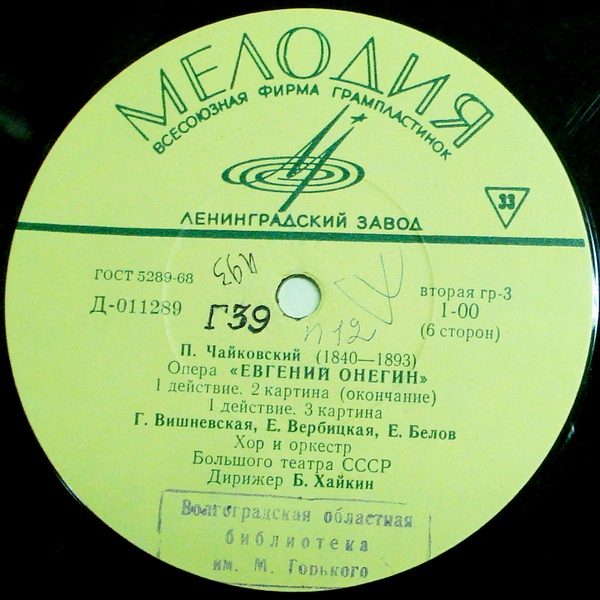 МЕЛОДИЯ
ВСЕСОЮЗНАЯ ФИРМА ГРАМПЛАСТИНОК
33
ЛЕНИНГРАДСКИЙ ЗАВОД
ГОСТ 5289-68
Д-011289
Г39
п12
вторая гр-3
1-00
(6 сторон)
П. Чайковский (1840—1893)
Опера «ЕВГЕНИЙ ОНЕГИН»
1 действие. 2 картина (окончание)
1 действие. 3 картина
Г. Вишневская, Е. Вербицкая, Е. Белов
Хор и оркестр
Большого театра СССР
Дирижер Б. Хайкин
Волгоградская областная
библиотека
им. М. Горького